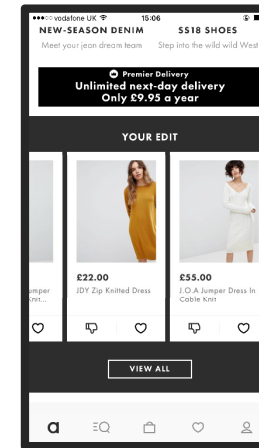 vodafone UK 15:06
NEW-SEASON DENIM
SS18 SHOES
Meet your jean dream team
Step into the wild wild West
Premier Delivery
Unlimited next-day delivery
Only £9.95 a year
YOUR EDIT
£22.00
£55.00
umper
JDY Zip Knitted Dress
J.O.A Jumper Dress In
Knit...
Cable Knit
VIEW ALL
a